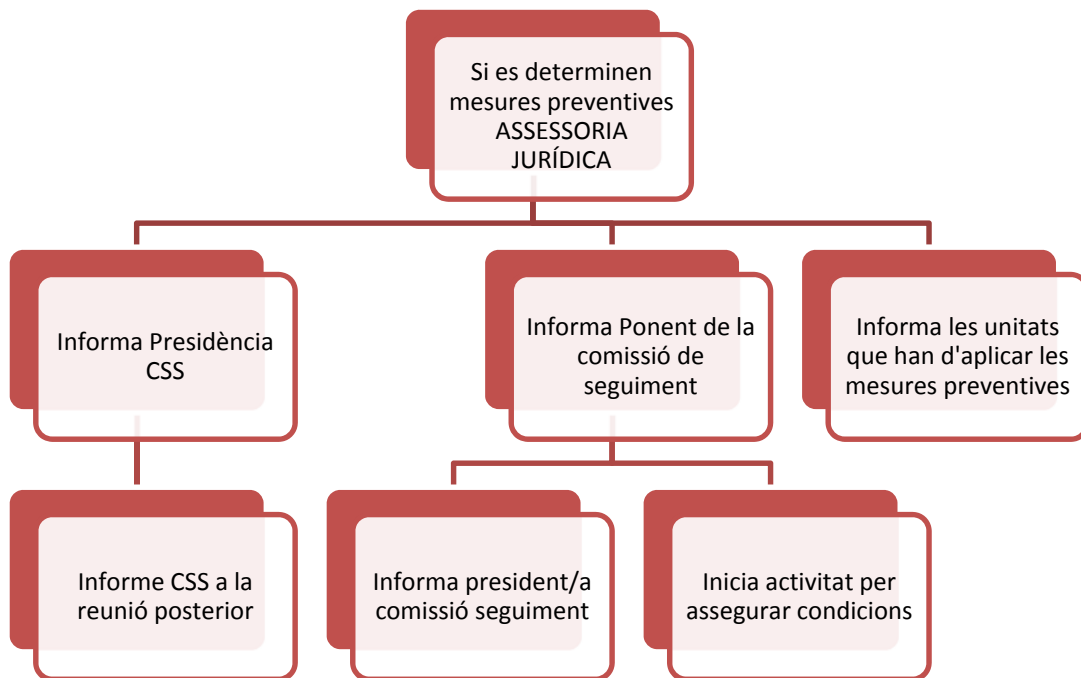 Si es determinen
mesures preventives
ASSESSORIA
JURÍDICA
Informa Presidència
CSS
Informa Ponent de la
comissió de
seguiment
Informa les unitats
que han d'aplicar les
mesures preventives
Informe CSS a la
reunió posterior
Informa president/a
comissió seguiment
Inicia activitat per
assegurar condicions